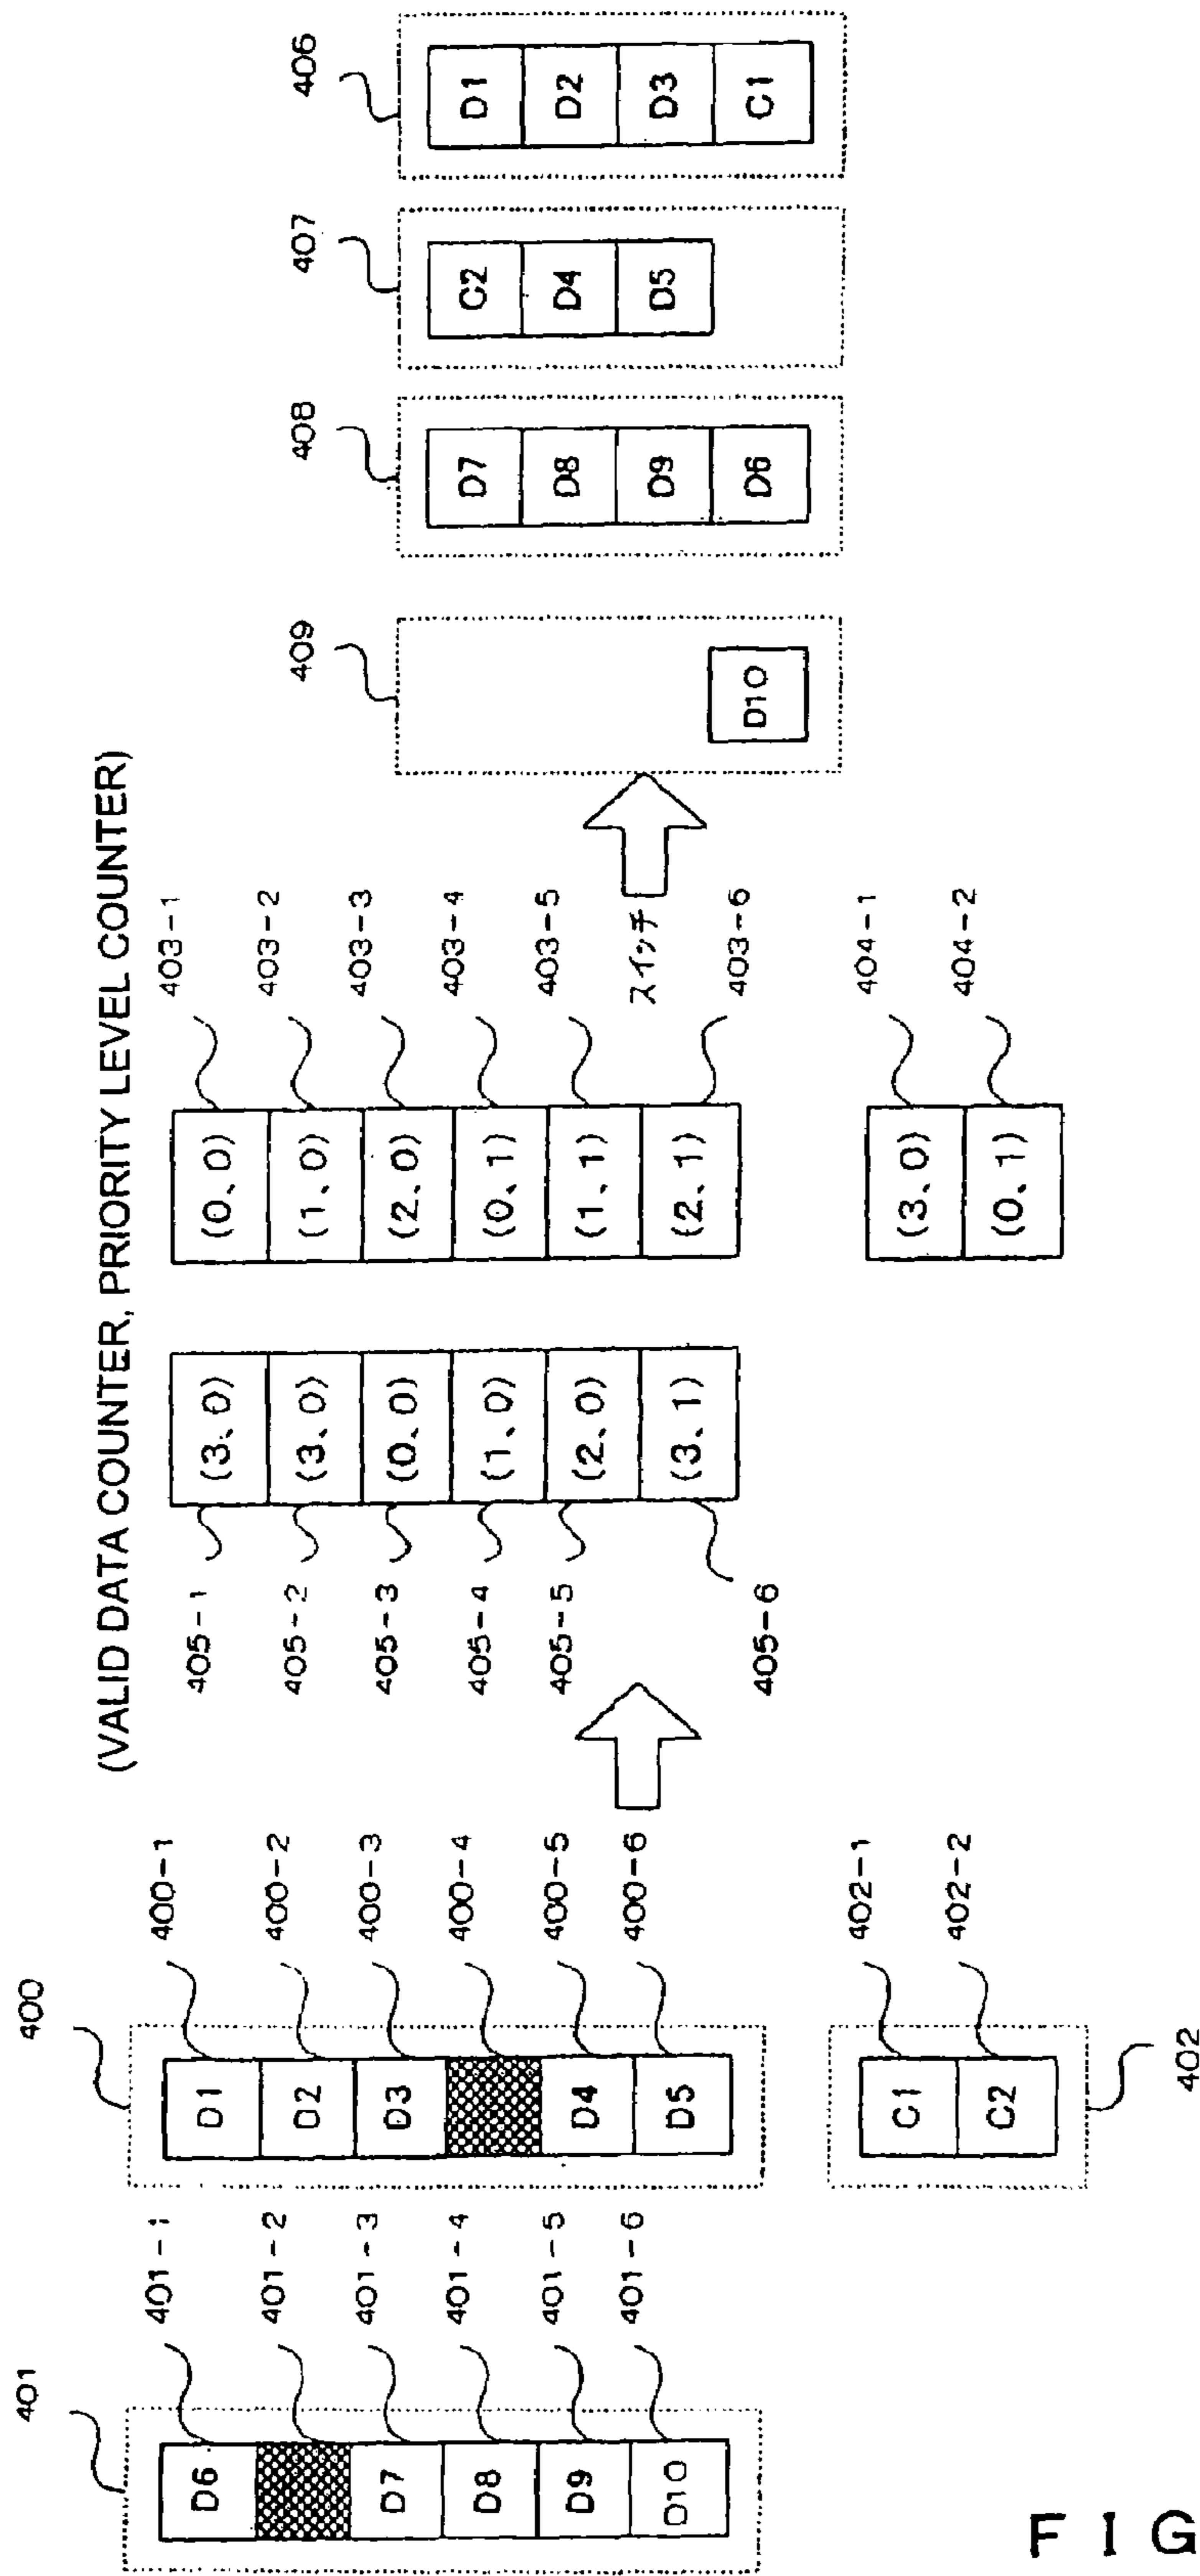 (VALID DATA COUNTER, PRIORITY LEVEL COUNTER)
401
401-1
401-2
401-3
401-4
401-5
401-6
D6
D7
D8
D9
D10
400
400-1
400-2
400-3
400-4
400-5
400-6
D1
D2
D3
D4
D5
402-1
402-2
C1
C2
402
405-1
405-2
405-3
405-4
405-5
405-6
(3、0)
(3、0)
(0、0)
(1、0)
(2、0)
(3、1)
403-1
403-2
403-3
403-4
403-5
403-6
(0、0)
(1、0)
(2、0)
(0、1)
(1、1)
(2、1)
404-1
404-2
(3、0)
(0、1)
スイッチ
409
D10
408
D7
D8
D9
D6
407
C2
D4
D5
406
D1
D2
D3
C1
FIG